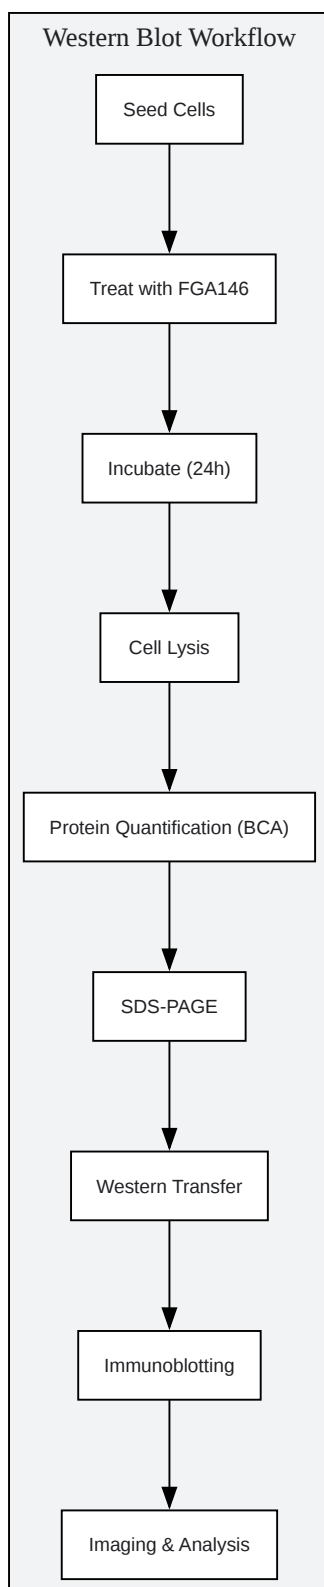 Western Blot Workflow
Seed Cells
Treat with FGA146
Incubate (24h)
Cell Lysis
Protein Quantification (BCA)
SDS-PAGE
Western Transfer
Immunoblotting
Imaging & Analysis